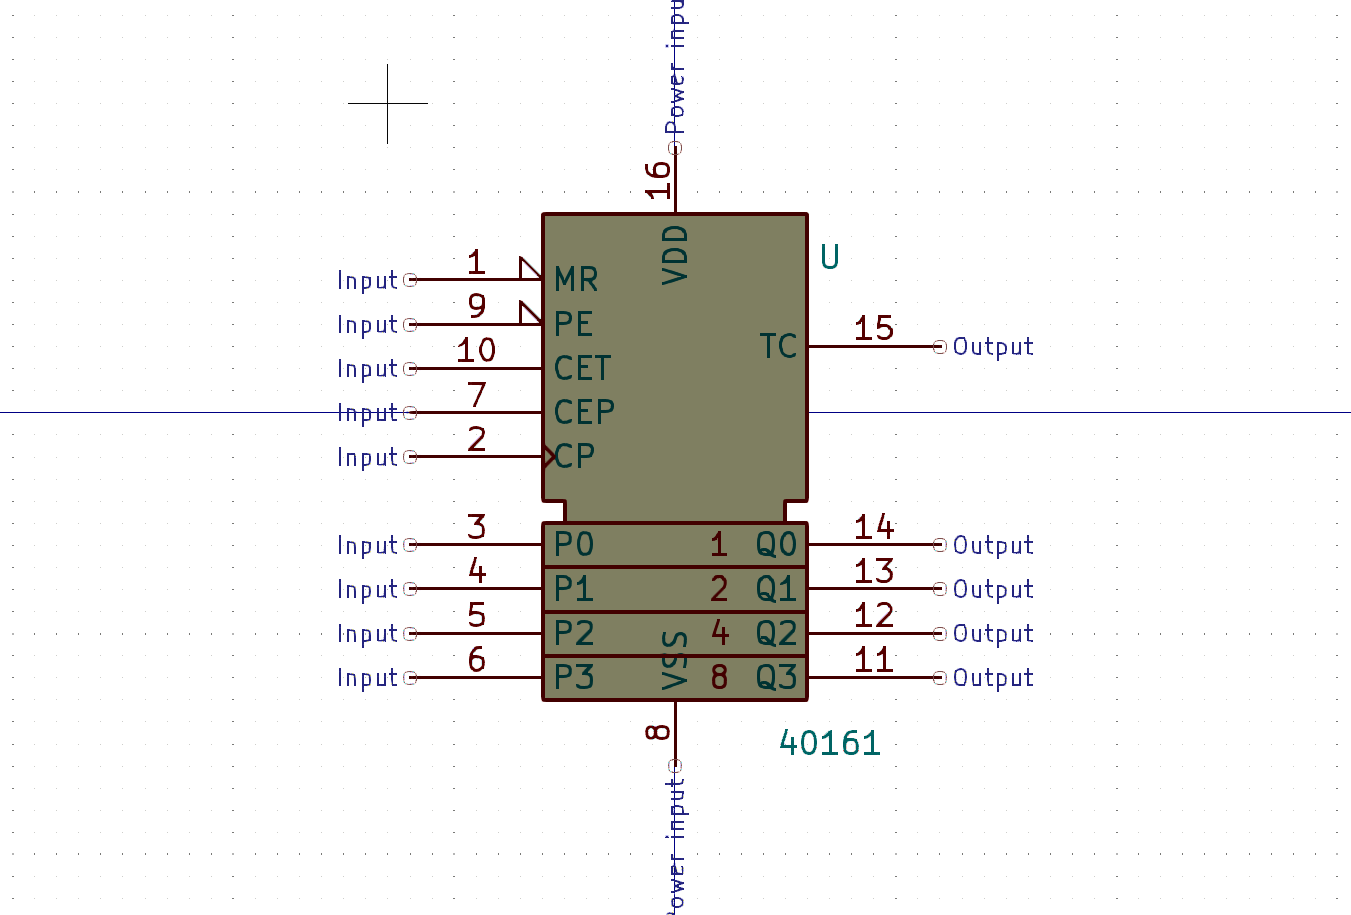 Power inpu
16
VDD
U
Input 1 MR
Input 9 PE
TC 15 Output
Input 10 CET
Input 7 CEP
Input 2 CP
Input 3 P0 1 Q0 14 Output
Input 4 P1 2 Q1 13 Output
Input 5 P2 4 Q2 12 Output
Input 6 P3 8 Q3 11 Output
VSS
8
40161
Power input